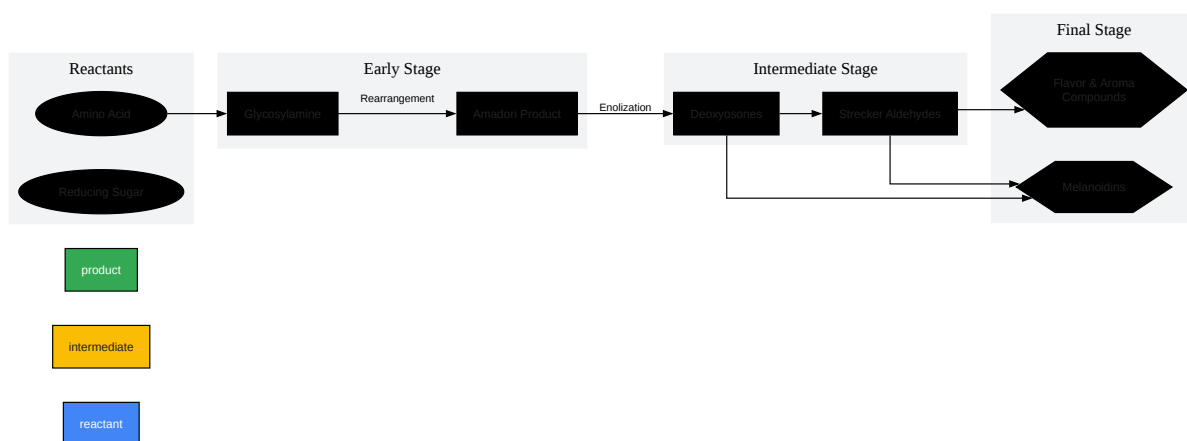 Reactants
Amino Acid
Reducing Sugar
Early Stage
Glycosylamine
Rearrangement
Amadori Product
Enolization
Intermediate Stage
Deoxyosones
Strecker Aldehydes
Final Stage
Flavor & Aroma
Compounds
Melanoidins
product
intermediate
reactant